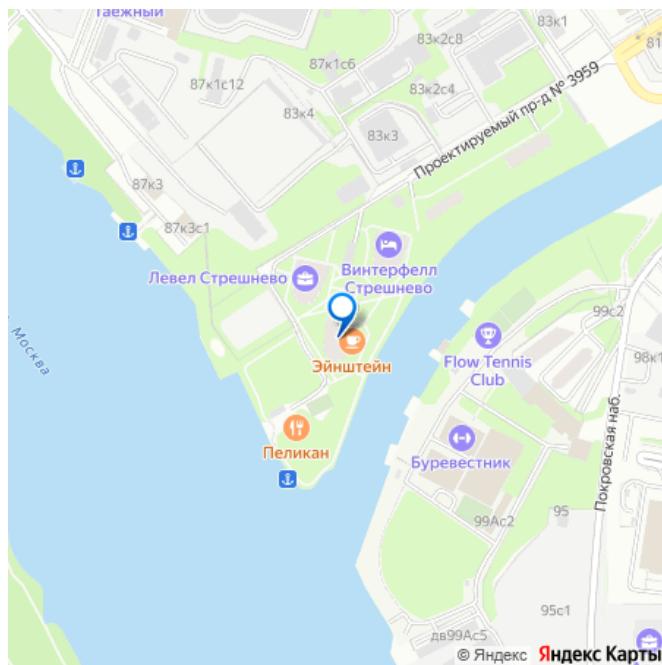 Таежный
83к1
83к2с8
81
87к1с6
87к1с12
83к2с4
83к4
83к3
Проектируемый пр-д № 3959
87к3
87к3с1
Левел Стрешнево
Винтерфелл
Стрешнево
99с2
Москва
Эйнштейн
Flow Tennis
Club
98к1
Пеликан
Буревестник
Покровская наб.
95
99Ас2
95с1
дв99Ас5
© Яндекс Яндекс Карты